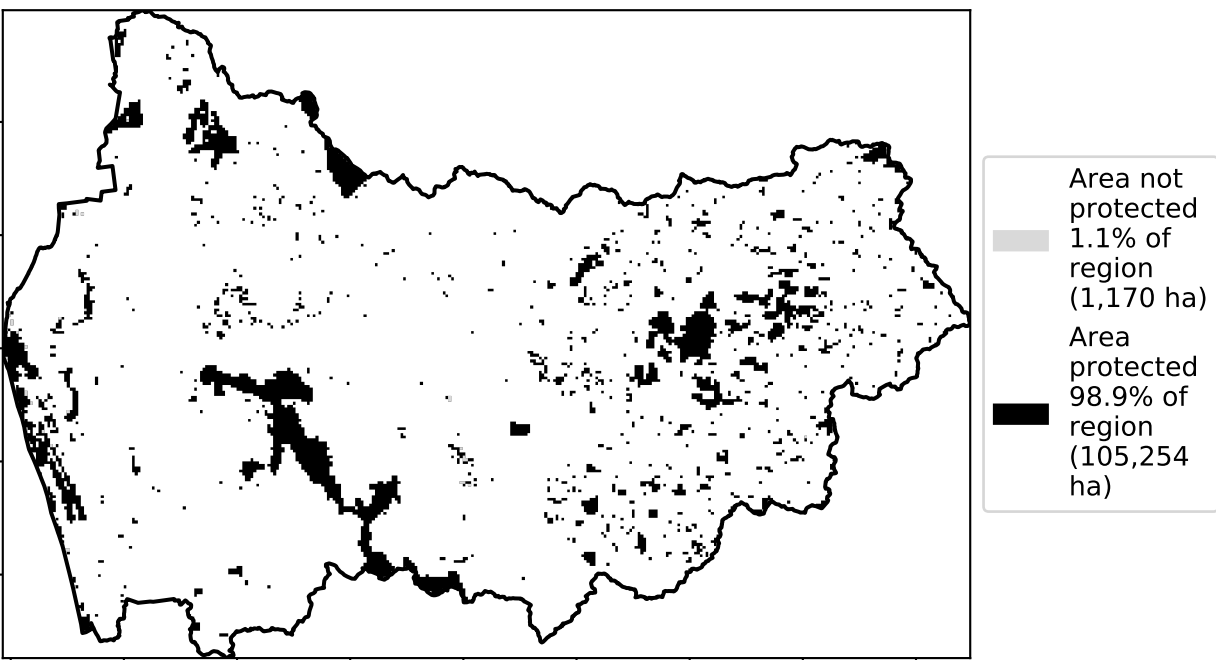 Area not
protected
1.1% of
region
(1,170 ha)
Area
protected
98.9% of
region
(105,254
ha)